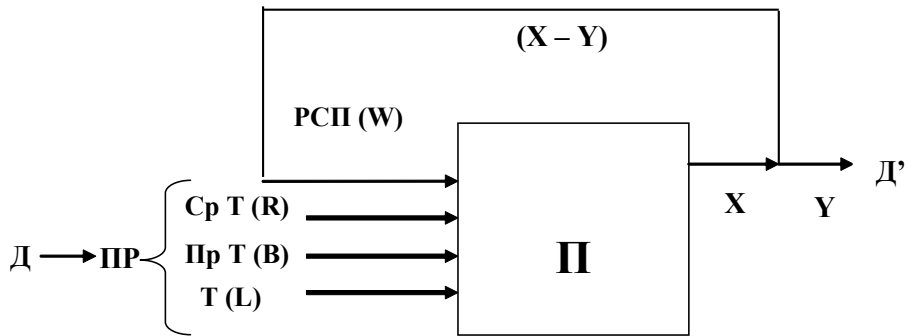 (X – Y)
РСП (W)
Ср Т (R)
Д ПР Пр Т (B) П X Y Д’
Т (L)